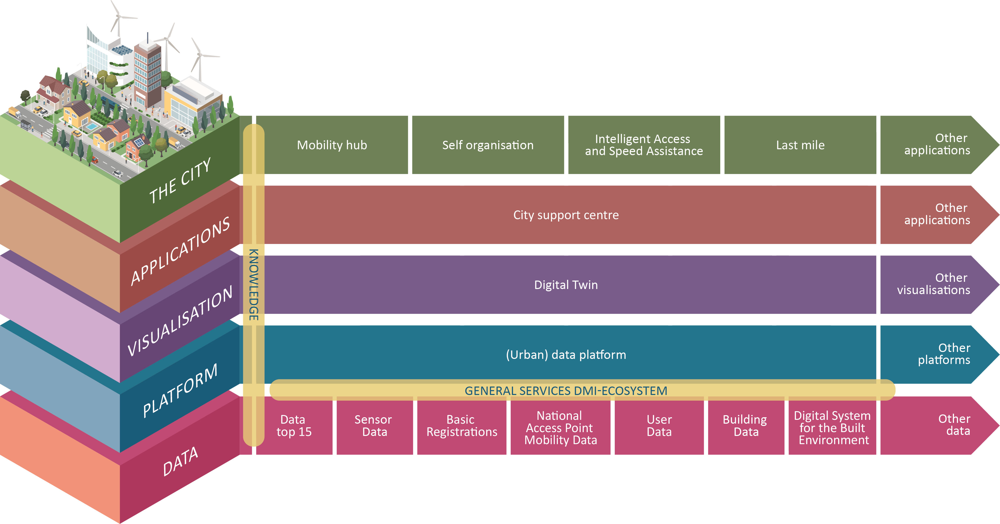 THE CITY
Mobility hub
Self organisation
Intelligent Access
and Speed Assistance
Last mile
Other
applications
APPLICATIONS
City support centre
Other
applications
VISUALISATION
Digital Twin
Other
visualisations
KNOWLEDGE
PLATFORM
(Urban) data platform
Other
platforms
GENERAL SERVICES DMI-ECOSYSTEM
DATA
Data
top 15
Sensor
Data
Basic
Registrations
National
Access Point
Mobility Data
User
Data
Building
Data
Digital System
for the Built
Environment
Other
data